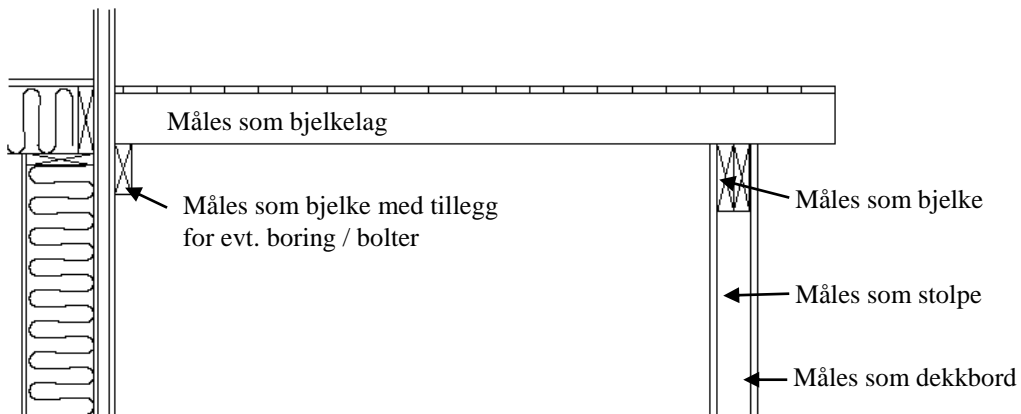 Måles som bjelkelag
Måles som bjelke med tillegg
for evt. boring / bolter
Måles som bjelke
Måles som stolpe
Måles som dekkbord